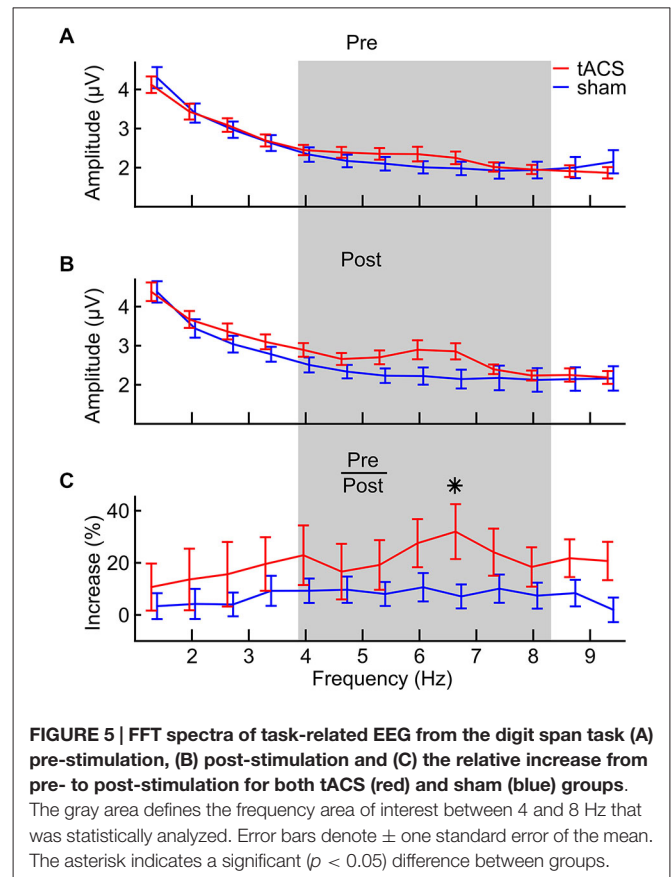 A
Pre
tACS
sham
Amplitude (µV)
4
3
2
B
Post
Amplitude (µV)
4
3
2
C
Pre
Post
*
Increase (%)
40
20
0
2 3 4 5 6 7 8 9
Frequency (Hz)
FIGURE 5 | FFT spectra of task-related EEG from the digit span task (A)
pre-stimulation, (B) post-stimulation and (C) the relative increase from
pre- to post-stimulation for both tACS (red) and sham (blue) groups.
The gray area defines the frequency area of interest between 4 and 8 Hz that
was statistically analyzed. Error bars denote ± one standard error of the mean.
The asterisk indicates a significant (p < 0.05) difference between groups.